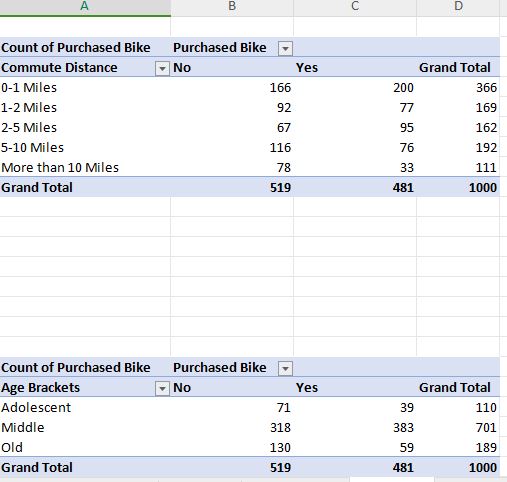 A B C D
Count of Purchased Bike Purchased Bike
Commute Distance No Yes Grand Total
0-1 Miles 166 200 366
1-2 Miles 92 77 169
2-5 Miles 67 95 162
5-10 Miles 116 76 192
More than 10 Miles 78 33 111
Grand Total 519 481 1000
Count of Purchased Bike Purchased Bike
Age Brackets No Yes Grand Total
Adolescent 71 39 110
Middle 318 383 701
Old 130 59 189
Grand Total 519 481 1000